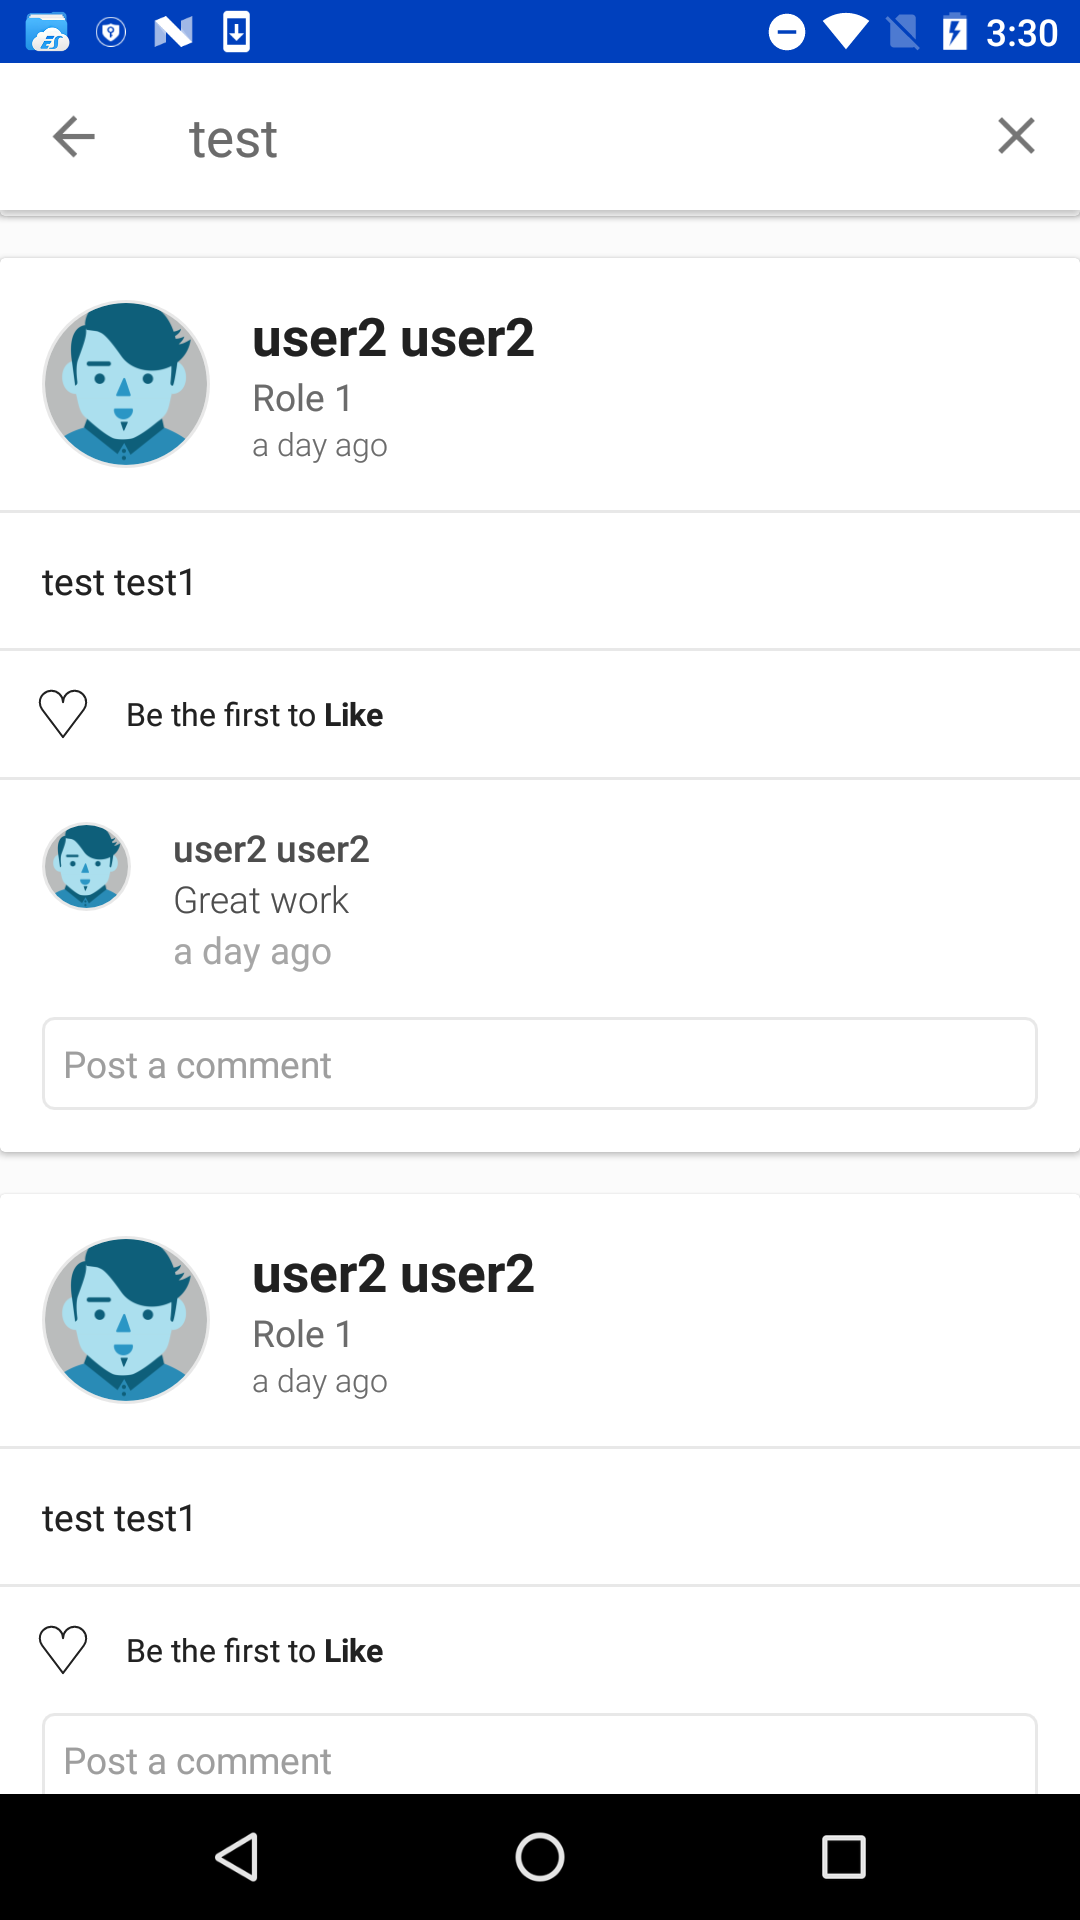 3:30
test
user2 user2
Role 1
a day ago
test test1
Be the first to Like
user2 user2
Great work
a day ago
Post a comment
user2 user2
Role 1
a day ago
test test1
Be the first to Like
Post a comment